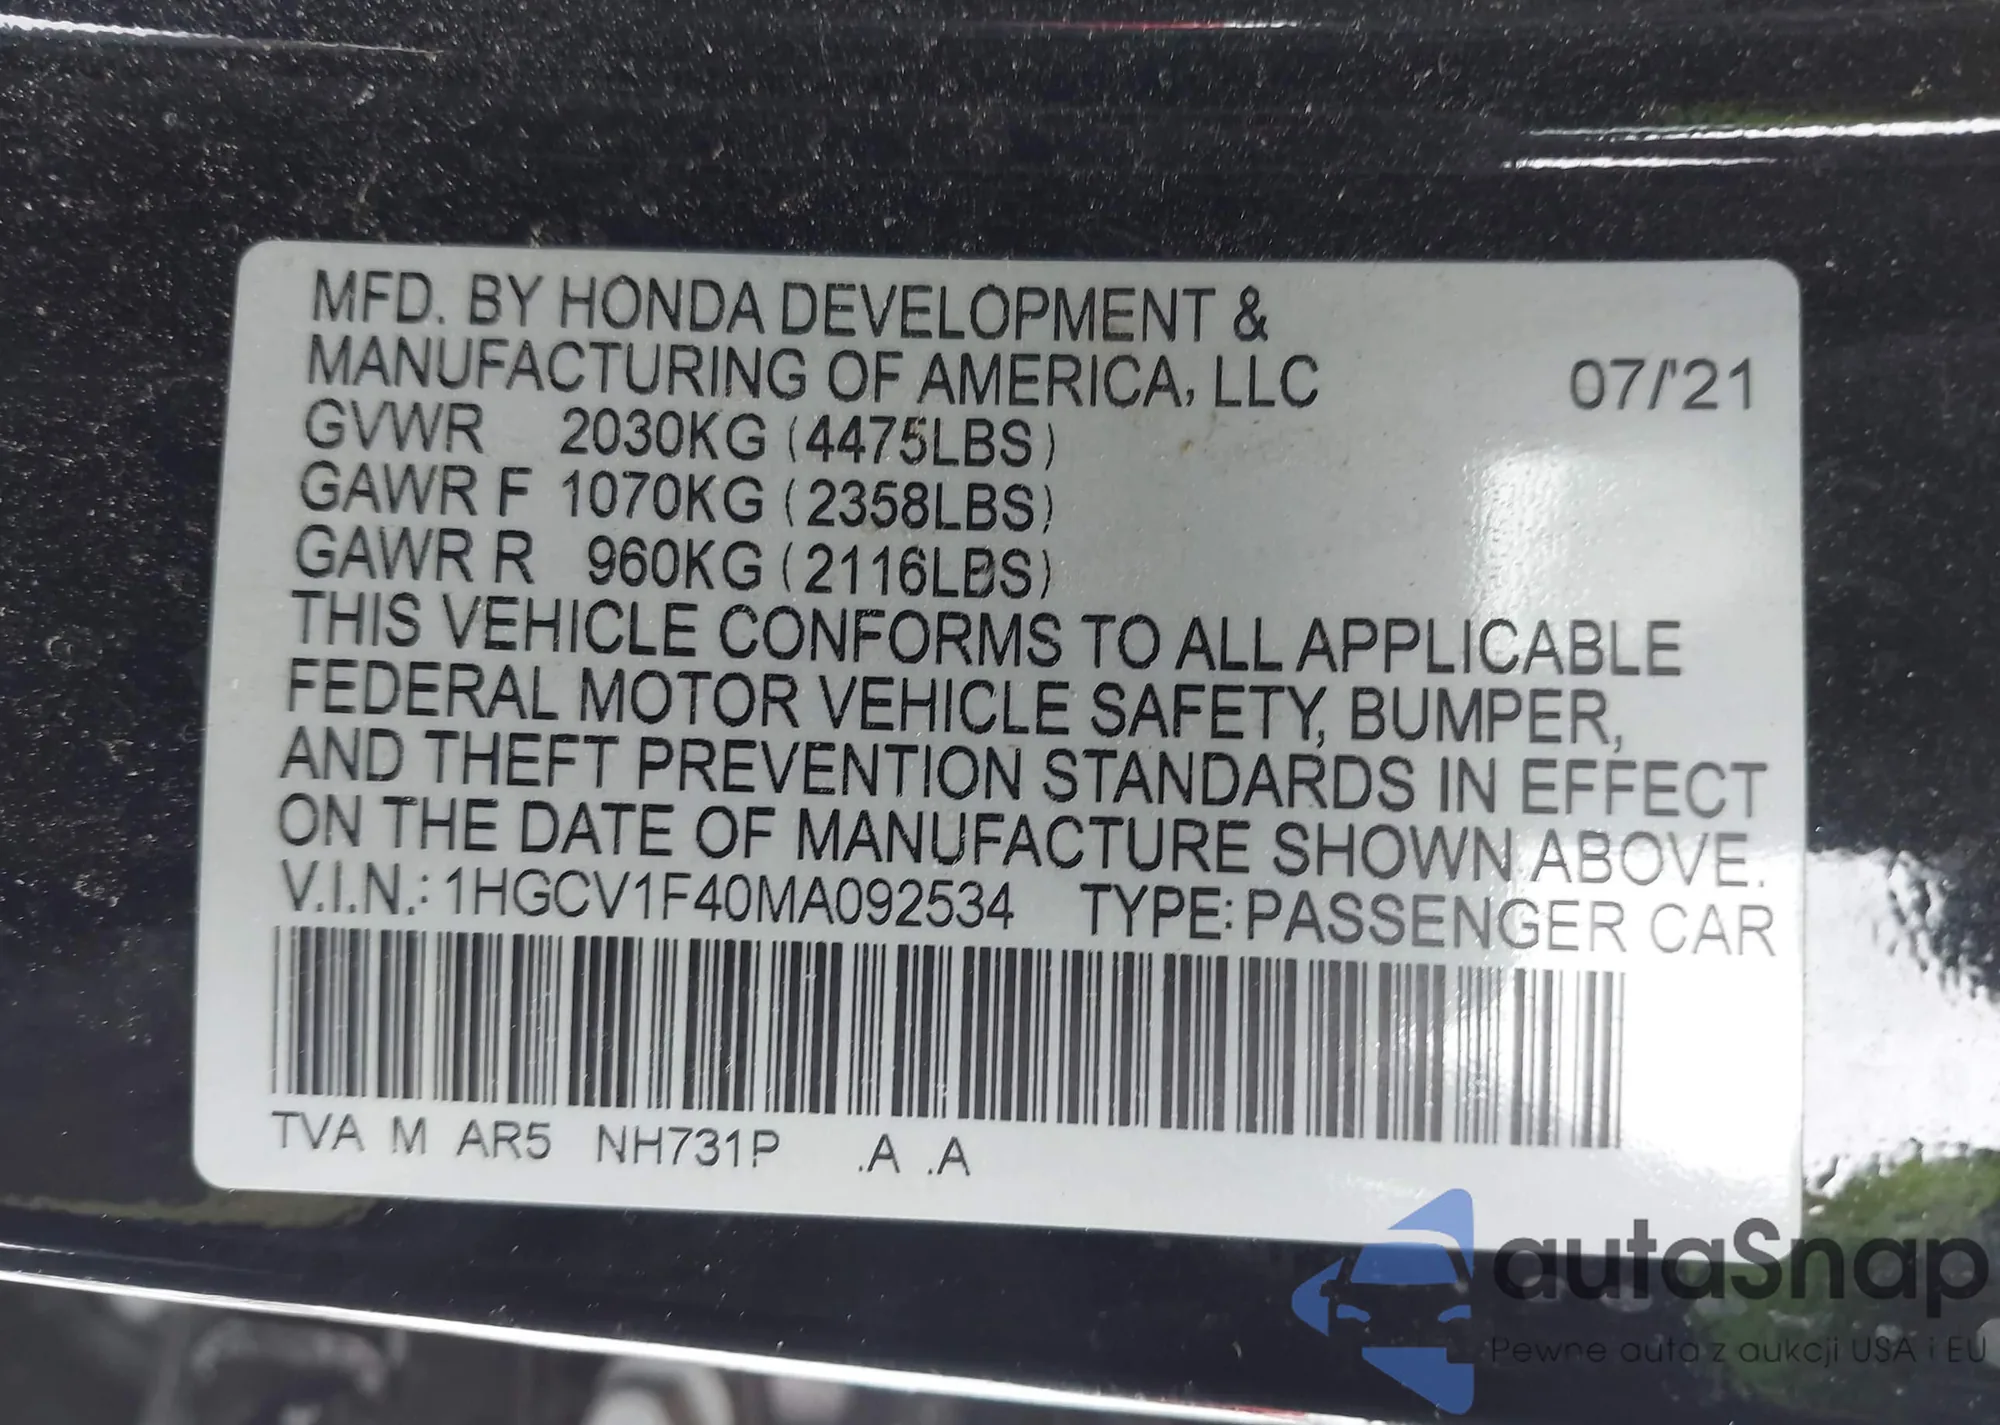 MFD. BY HONDA DEVELOPMENT &
MANUFACTURING OF AMERICA, LLC 07/'21
GVWR 2030KG (4475LBS)
GAWR F 1070KG (2358LBS)
GAWR R 960KG (2116LBS)
THIS VEHICLE CONFORMS TO ALL APPLICABLE
FEDERAL MOTOR VEHICLE SAFETY, BUMPER,
AND THEFT PREVENTION STANDARDS IN EFFECT
ON THE DATE OF MANUFACTURE SHOWN ABOVE.
V.I.N.: 1HGCV1F40MA092534 TYPE: PASSENGER CAR
TVA M AR5 NH731P .A .A
autaSnap
Pewne auta z aukcji USA i EU